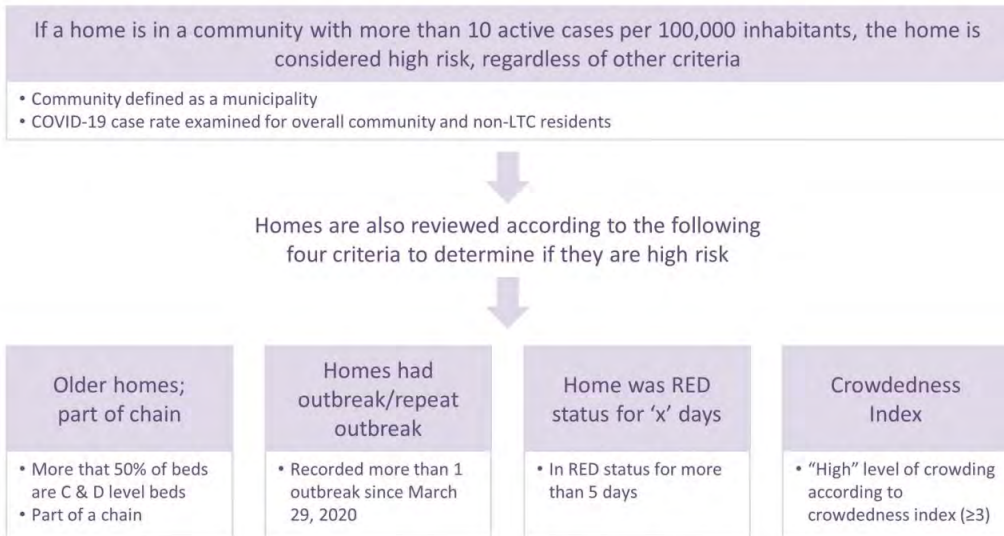 If a home is in a community with more than 10 active cases per 100,000 inhabitants, the home is
considered high risk, regardless of other criteria
• Community defined as a municipality
• COVID-19 case rate examined for overall community and non-LTC residents
Homes are also reviewed according to the following
four criteria to determine if they are high risk
Older homes;
part of chain
• More that 50% of beds
are C & D level beds
• Part of a chain
Homes had
outbreak/repeat
outbreak
• Recorded more than 1
outbreak since March
29, 2020
Home was RED
status for ‘x’ days
• In RED status for more
than 5 days
Crowdedness
Index
• “High” level of crowding
according to
crowdedness index (≥3)